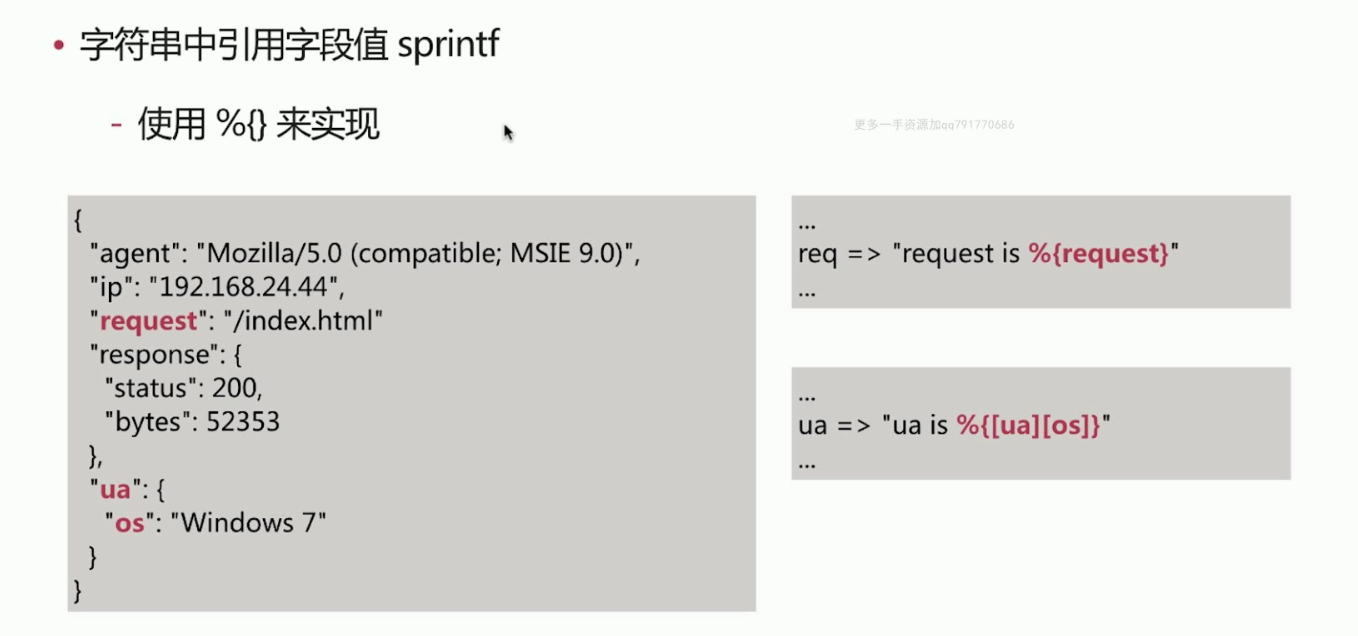 • 字符串中引用字段值 sprintf
- 使用 %{} 来实现
更多一手资源加qq791770686
{
"agent": "Mozilla/5.0 (compatible; MSIE 9.0)",
"ip": "192.168.24.44",
"request": "/index.html"
"response": {
"status": 200,
"bytes": 52353
},
"ua": {
"os": "Windows 7"
}
}
...
req => "request is %{request}"
...
...
ua => "ua is %{[ua][os]}"
...